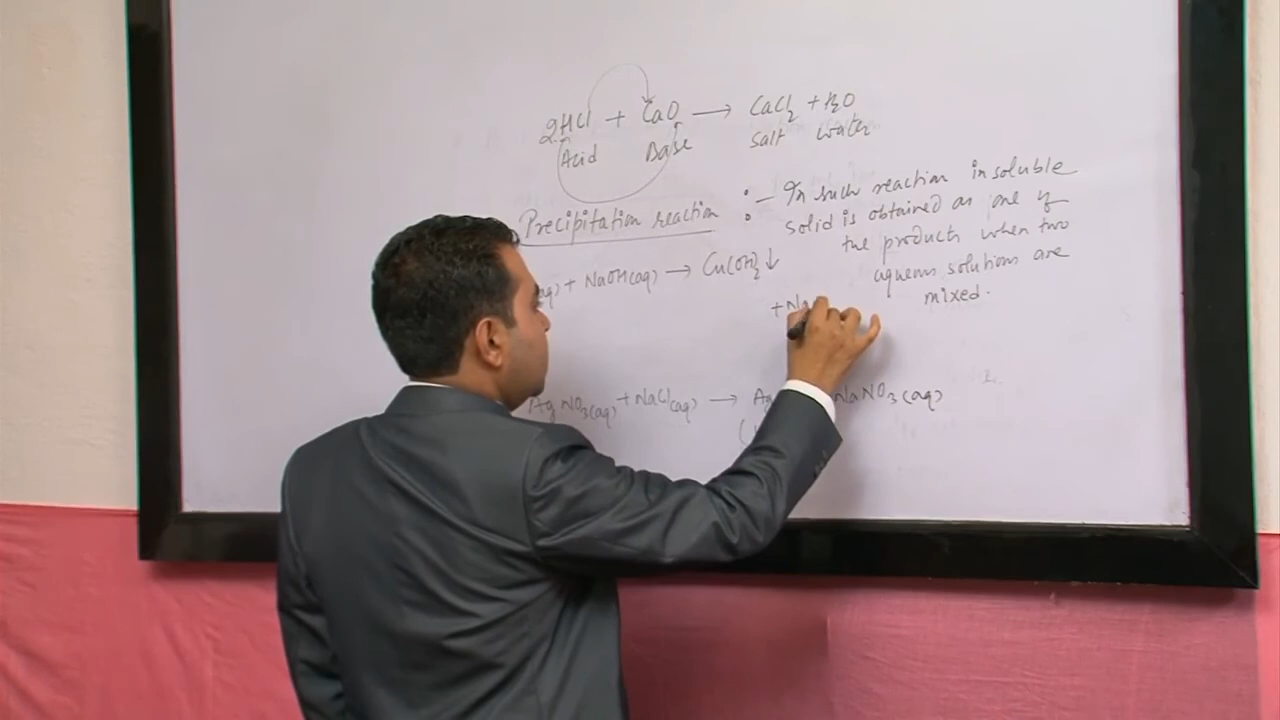 2HCl + CaO → CaCl₂ + H₂O
Acid Base Salt water
Precipitation reaction :- In such reaction insoluble
solid is obtained as one of
the products when two
aqueous solutions are
mixed.
+ NaOH(aq) → Cu(OH)₂↓
+ Na
AgNO₃(aq) + NaCl(aq) → Ag NaNO₃(aq)